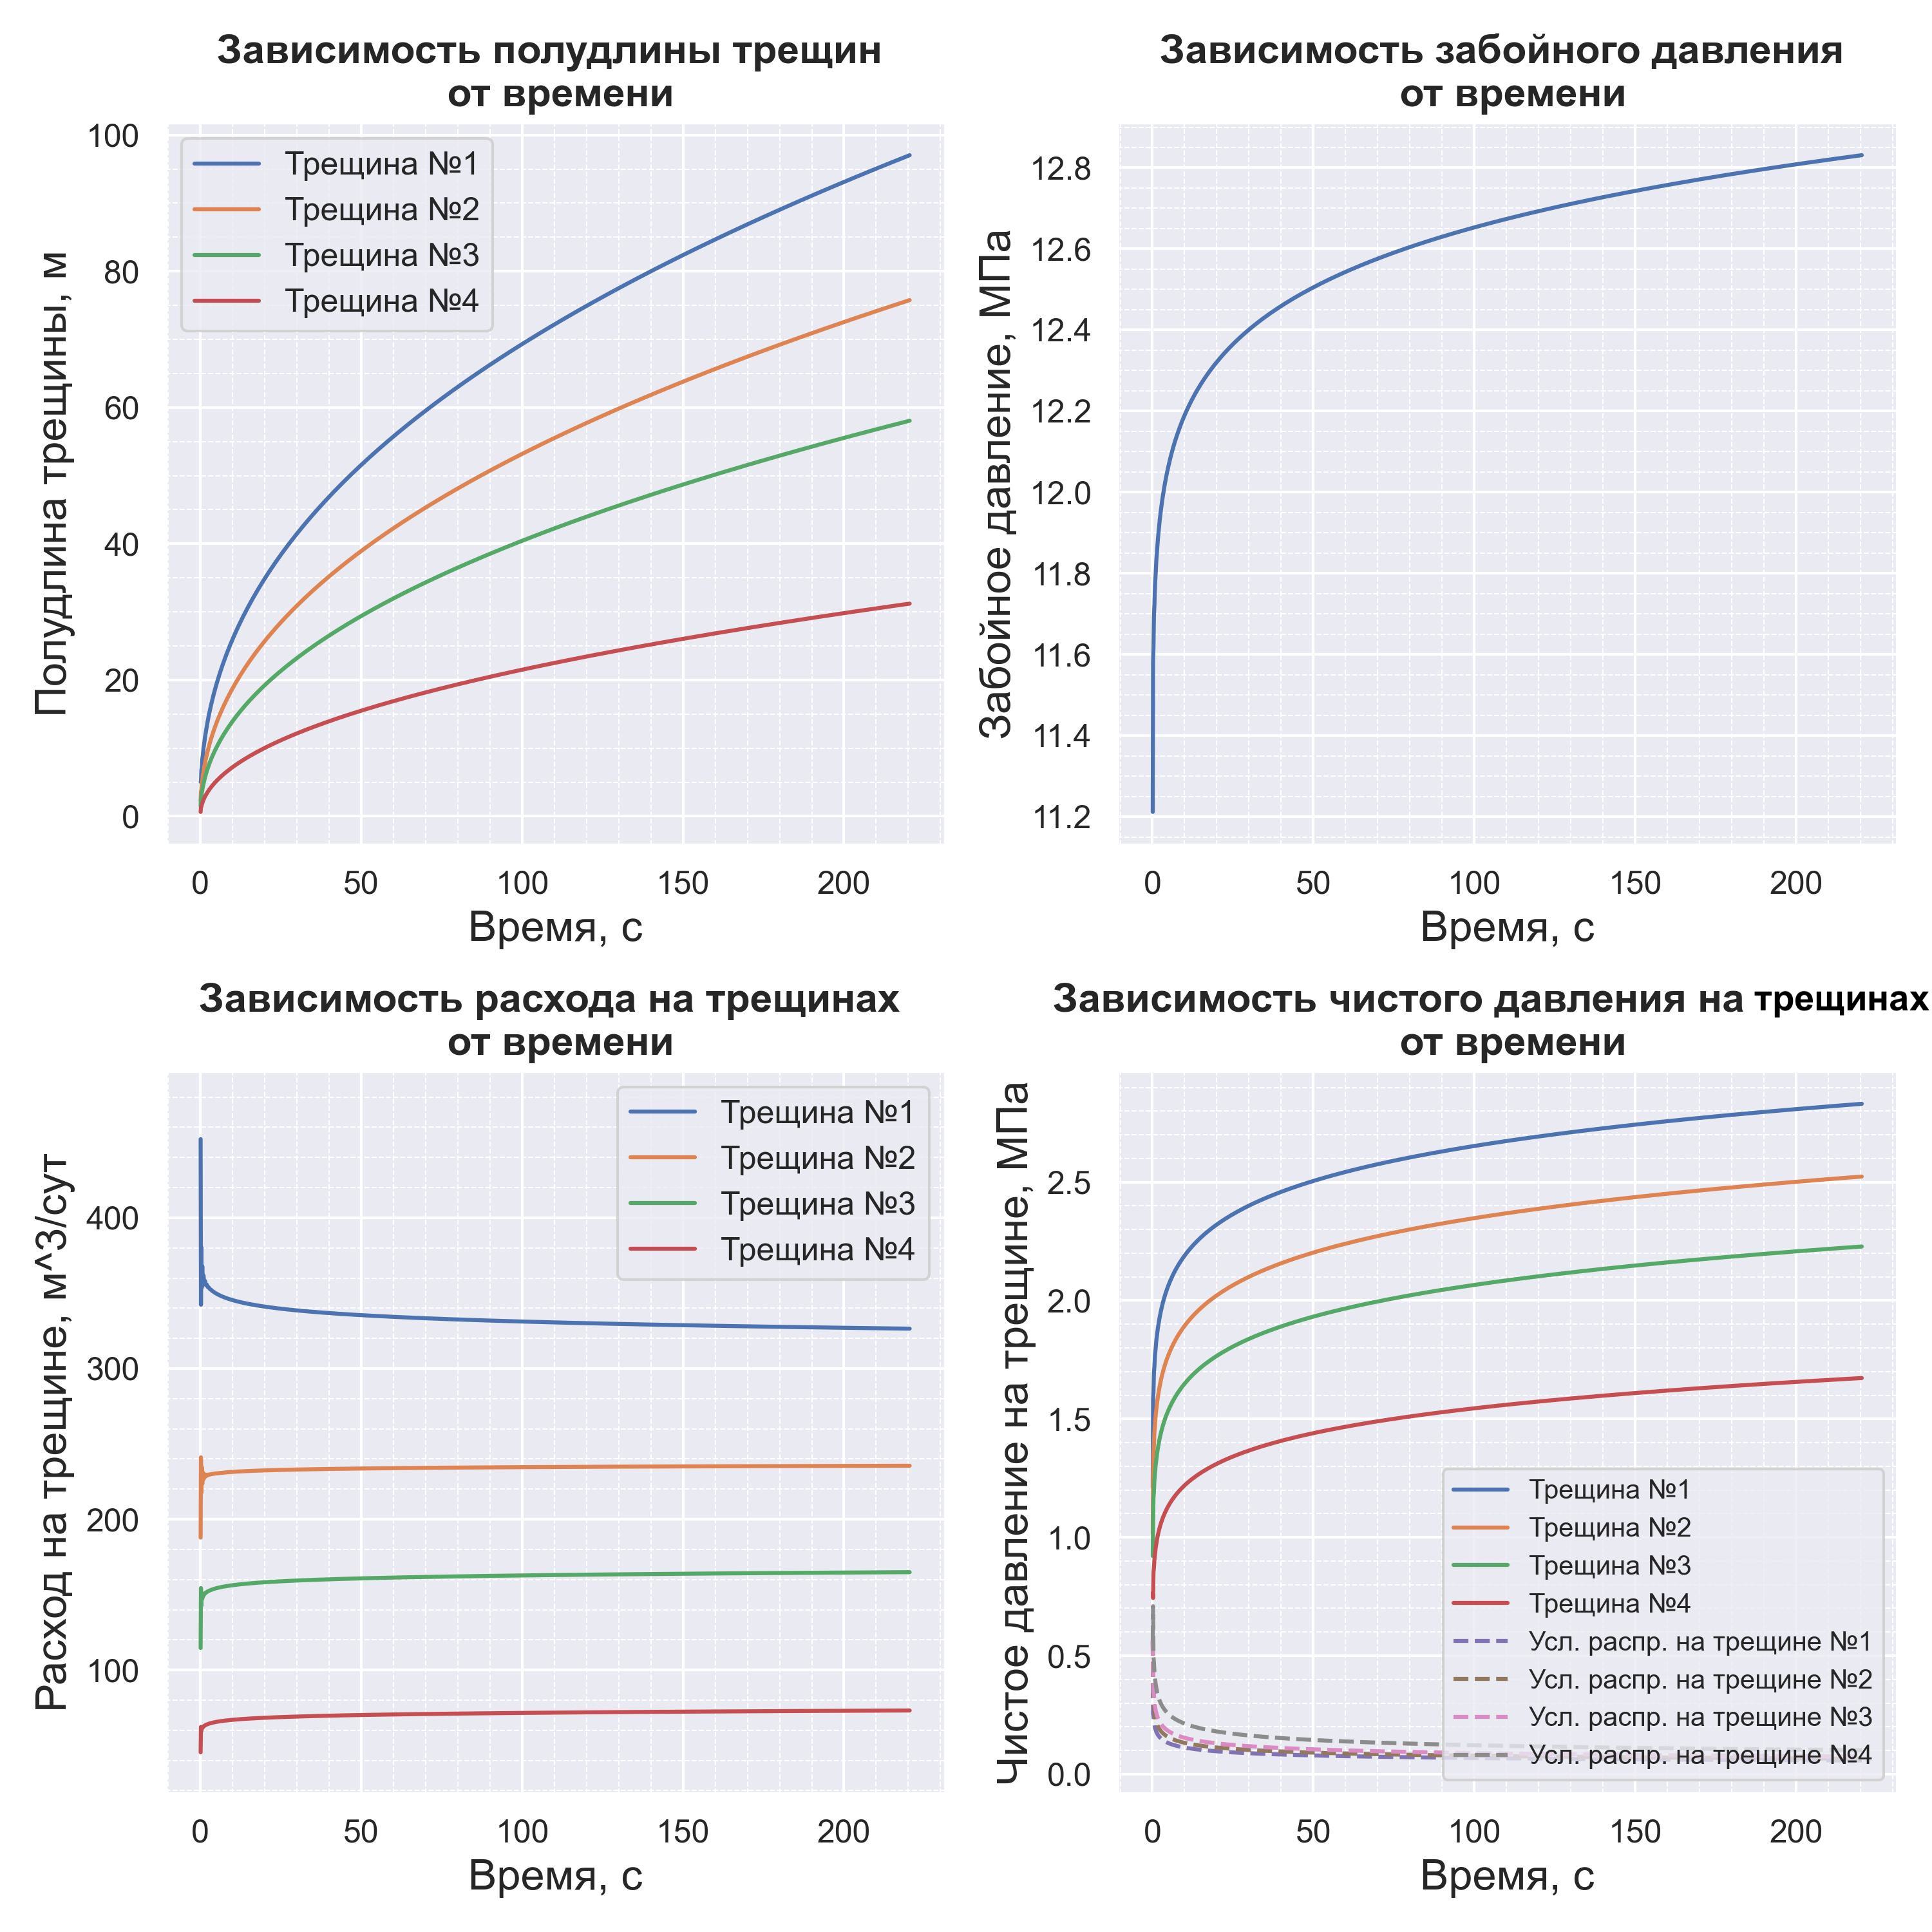 Зависимость полудлины трещин
от времени
Полудлина трещины, м
100
80
60
40
20
0
Трещина №1
Трещина №2
Трещина №3
Трещина №4
0 50 100 150 200
Время, с
Зависимость забойного давления
от времени
Забойное давление, МПа
12.8
12.6
12.4
12.2
12.0
11.8
11.6
11.4
11.2
0 50 100 150 200
Время, с
Зависимость расхода на трещинах
от времени
Расход на трещине, м^3/сут
400
300
200
100
Трещина №1
Трещина №2
Трещина №3
Трещина №4
0 50 100 150 200
Время, с
Зависимость чистого давления на трещинах
от времени
Чистое давление на трещине, МПа
2.5
2.0
1.5
1.0
0.5
0.0
Трещина №1
Трещина №2
Трещина №3
Трещина №4
Усл. распр. на трещине №1
Усл. распр. на трещине №2
Усл. распр. на трещине №3
Усл. распр. на трещине №4
0 50 100 150 200
Время, с